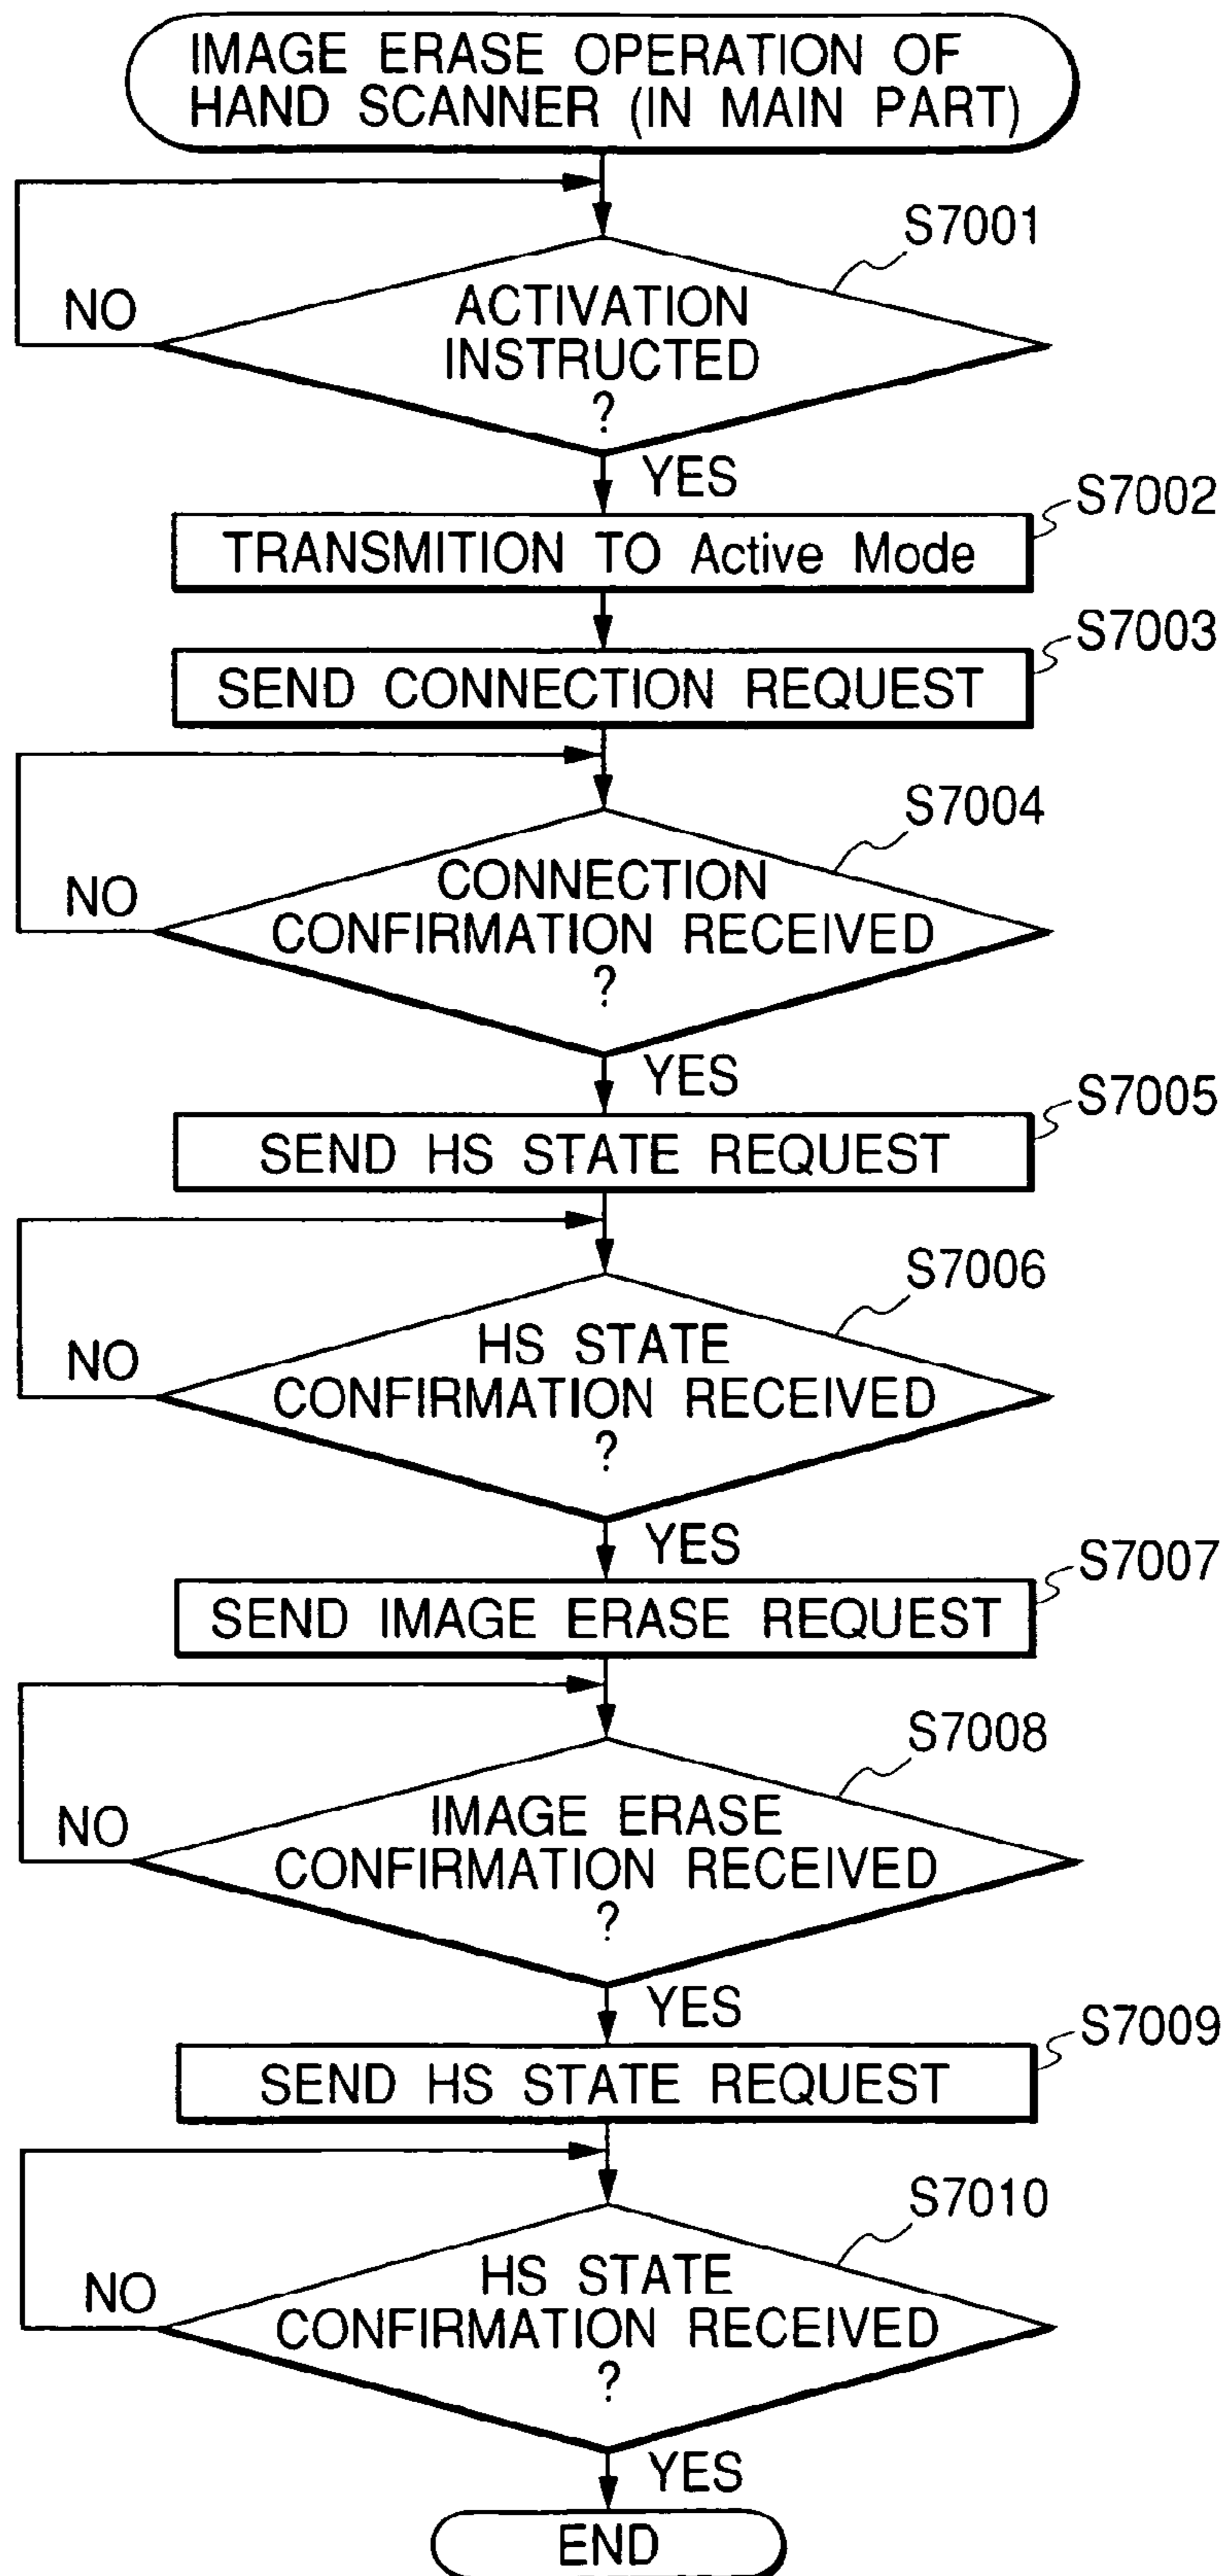 IMAGE ERASE OPERATION OF
HAND SCANNER (IN MAIN PART)
S7001
NO
ACTIVATION
INSTRUCTED
?
YES
S7002
TRANSMITION TO Active Mode
S7003
SEND CONNECTION REQUEST
S7004
NO
CONNECTION
CONFIRMATION RECEIVED
?
YES
S7005
SEND HS STATE REQUEST
S7006
NO
HS STATE
CONFIRMATION RECEIVED
?
YES
S7007
SEND IMAGE ERASE REQUEST
S7008
NO
IMAGE ERASE
CONFIRMATION RECEIVED
?
YES
S7009
SEND HS STATE REQUEST
S7010
NO
HS STATE
CONFIRMATION RECEIVED
?
YES
END